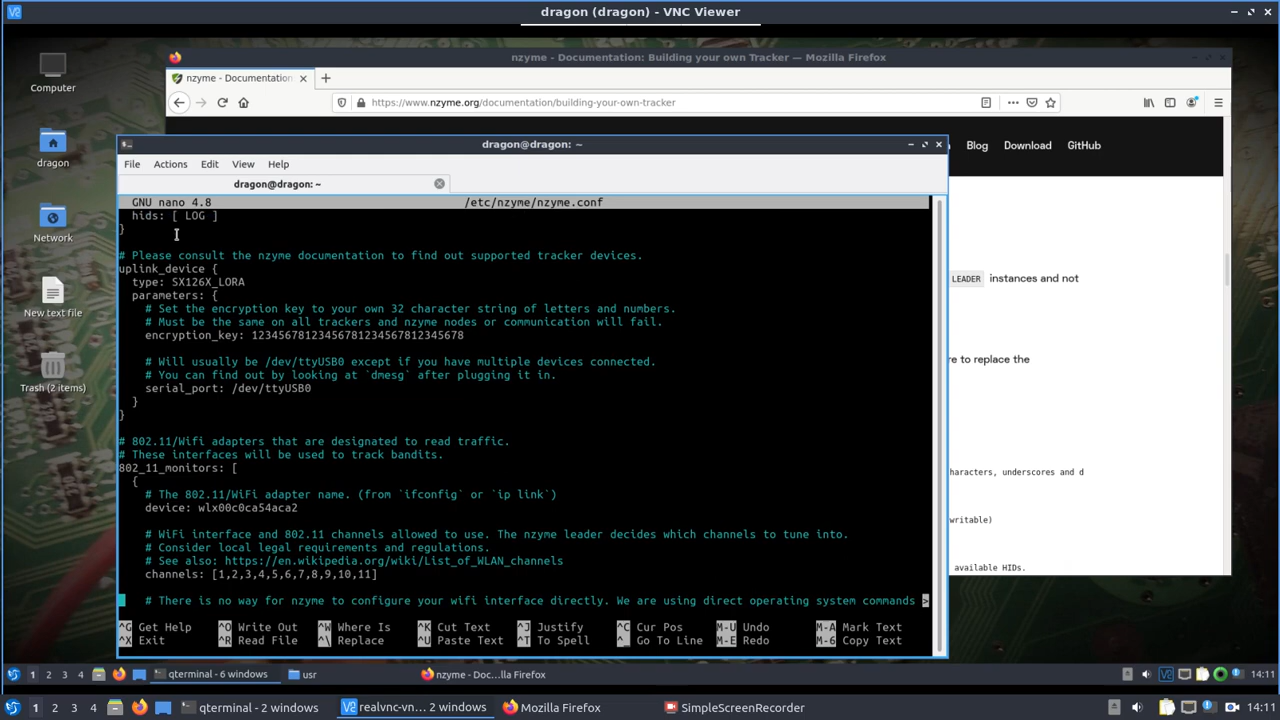 dragon (dragon) - VNC Viewer
nzyme - Documentation: Building your own Tracker — Mozilla Firefox
nzyme - Documentation
https://www.nzyme.org/documentation/building-your-own-tracker
Computer
dragon
Network
New text file
Trash (2 items)
Blog Download GitHub
dragon@dragon: ~
File Actions Edit View Help
dragon@dragon: ~
GNU nano 4.8 /etc/nzyme/nzyme.conf
hids: [ LOG ]
}
# Please consult the nzyme documentation to find out supported tracker devices.
uplink_device {
type: SX126X_LORA
parameters: {
# Set the encryption key to your own 32 character string of letters and numbers.
# Must be the same on all trackers and nzyme nodes or communication will fail.
encryption_key: 12345678123456781234567812345678
# Will usually be /dev/ttyUSB0 except if you have multiple devices connected.
# You can find out by looking at `dmesg` after plugging it in.
serial_port: /dev/ttyUSB0
}
}
# 802.11/Wifi adapters that are designated to read traffic.
# These interfaces will be used to track bandits.
802_11_monitors: [
{
# The 802.11/WiFi adapter name. (from `ifconfig` or `ip link`)
device: wlx00c0ca54aca2
# WiFi interface and 802.11 channels allowed to use. The nzyme leader decides which channels to tune into.
# Consider local legal requirements and regulations.
# See also: https://en.wikipedia.org/wiki/List_of_WLAN_channels
channels: [1,2,3,4,5,6,7,8,9,10,11]
# There is no way for nzyme to configure your wifi interface directly. We are using direct operating system commands >
^G Get Help ^O Write Out ^W Where Is ^K Cut Text ^J Justify ^C Cur Pos M-U Undo M-A Mark Text
^X Exit ^R Read File ^\ Replace ^U Paste Text ^T To Spell ^_ Go To Line M-E Redo M-6 Copy Text
LEADER instances and not
re to replace the
haracters, underscores and d
writable)
available HIDs.
1 2 3 4 qterminal - 6 windows usr nzyme - Doc...lla Firefox 14:11
1 2 3 4 qterminal - 2 windows realvnc-vn... 2 windows Mozilla Firefox SimpleScreenRecorder 14:11